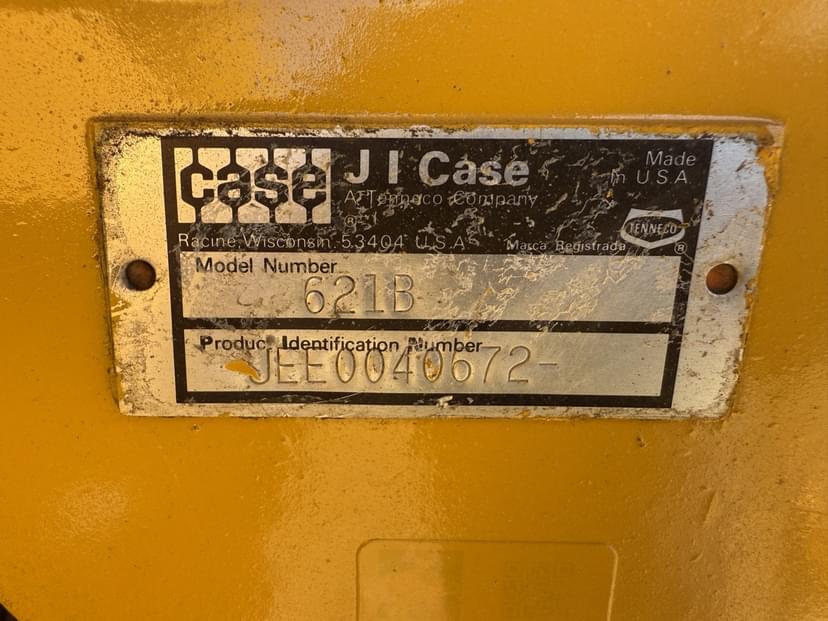 case
J I Case
A Tenneco Company
Made
in U.S.A
®
TENNECO
®
Racine, Wisconsin 53404 U.S.A
Marca Registrada
Model Number
621B
Product Identification Number
JEE0040672-